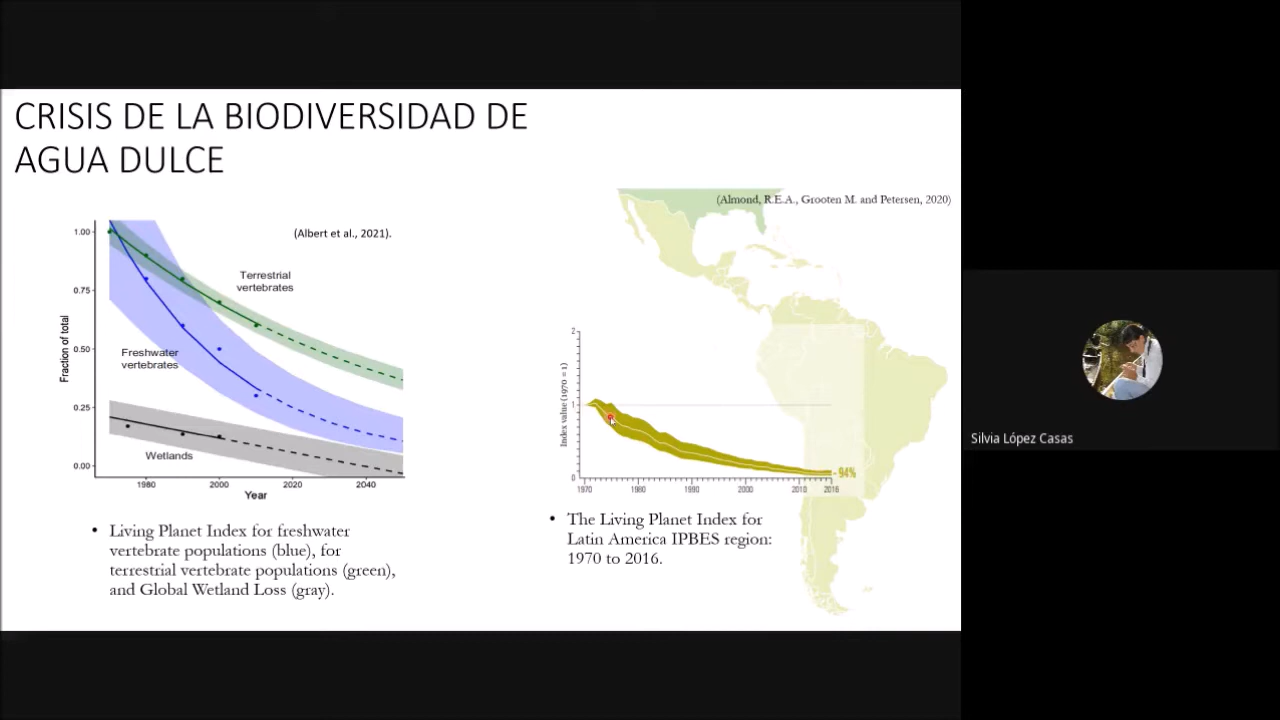 CRISIS DE LA BIODIVERSIDAD DE
AGUA DULCE
(Albert et al., 2021).
1.00
0.75
0.50
0.25
0.00
Fraction of total
Terrestrial
vertebrates
Freshwater
vertebrates
Wetlands
1980
2000
2020
2040
Year
• Living Planet Index for freshwater
vertebrate populations (blue), for
terrestrial vertebrate populations (green),
and Global Wetland Loss (gray).
(Almond, R.E.A., Grooten M. and Petersen, 2020)
2
1
0
Index value (1970 = 1)
-94%
1970
1980
1990
2000
2010
2016
• The Living Planet Index for
Latin America IPBES region:
1970 to 2016.
Silvia López Casas